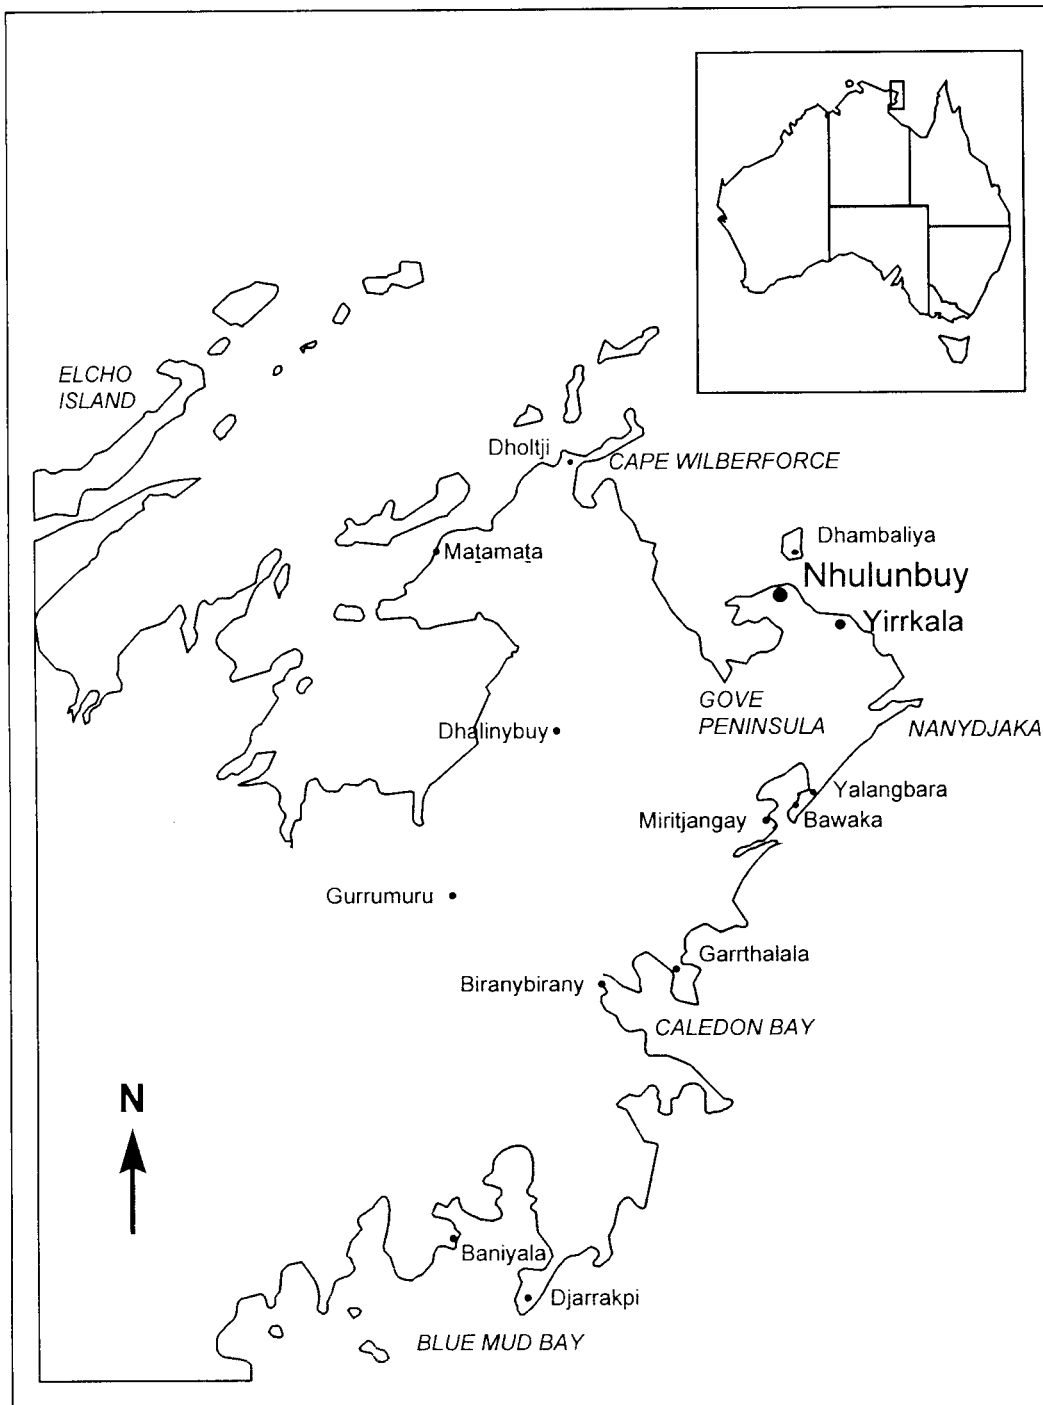 ELCHO
ISLAND
Dholtji
CAPE WILBERFORCE
Dhambaliya
Maṯamaṯa
Nhulunbuy
Yirrkala
GOVE
PENINSULA
NANYDJAKA
Dhalinybuy
Yalangbara
Miritjangay
Bawaka
Gurrumuru
Garrthalala
Biranybirany
CALEDON BAY
N
Baniyala
Djarrakpi
BLUE MUD BAY